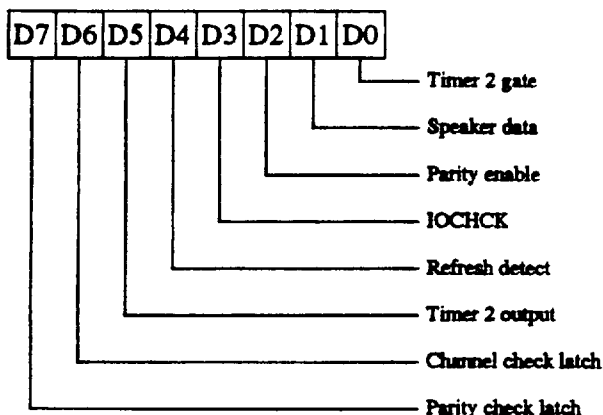 D7 D6 D5 D4 D3 D2 D1 D0
Timer 2 gate
Speaker data
Parity enable
IOCHCK
Refresh detect
Timer 2 output
Channel check latch
Parity check latch